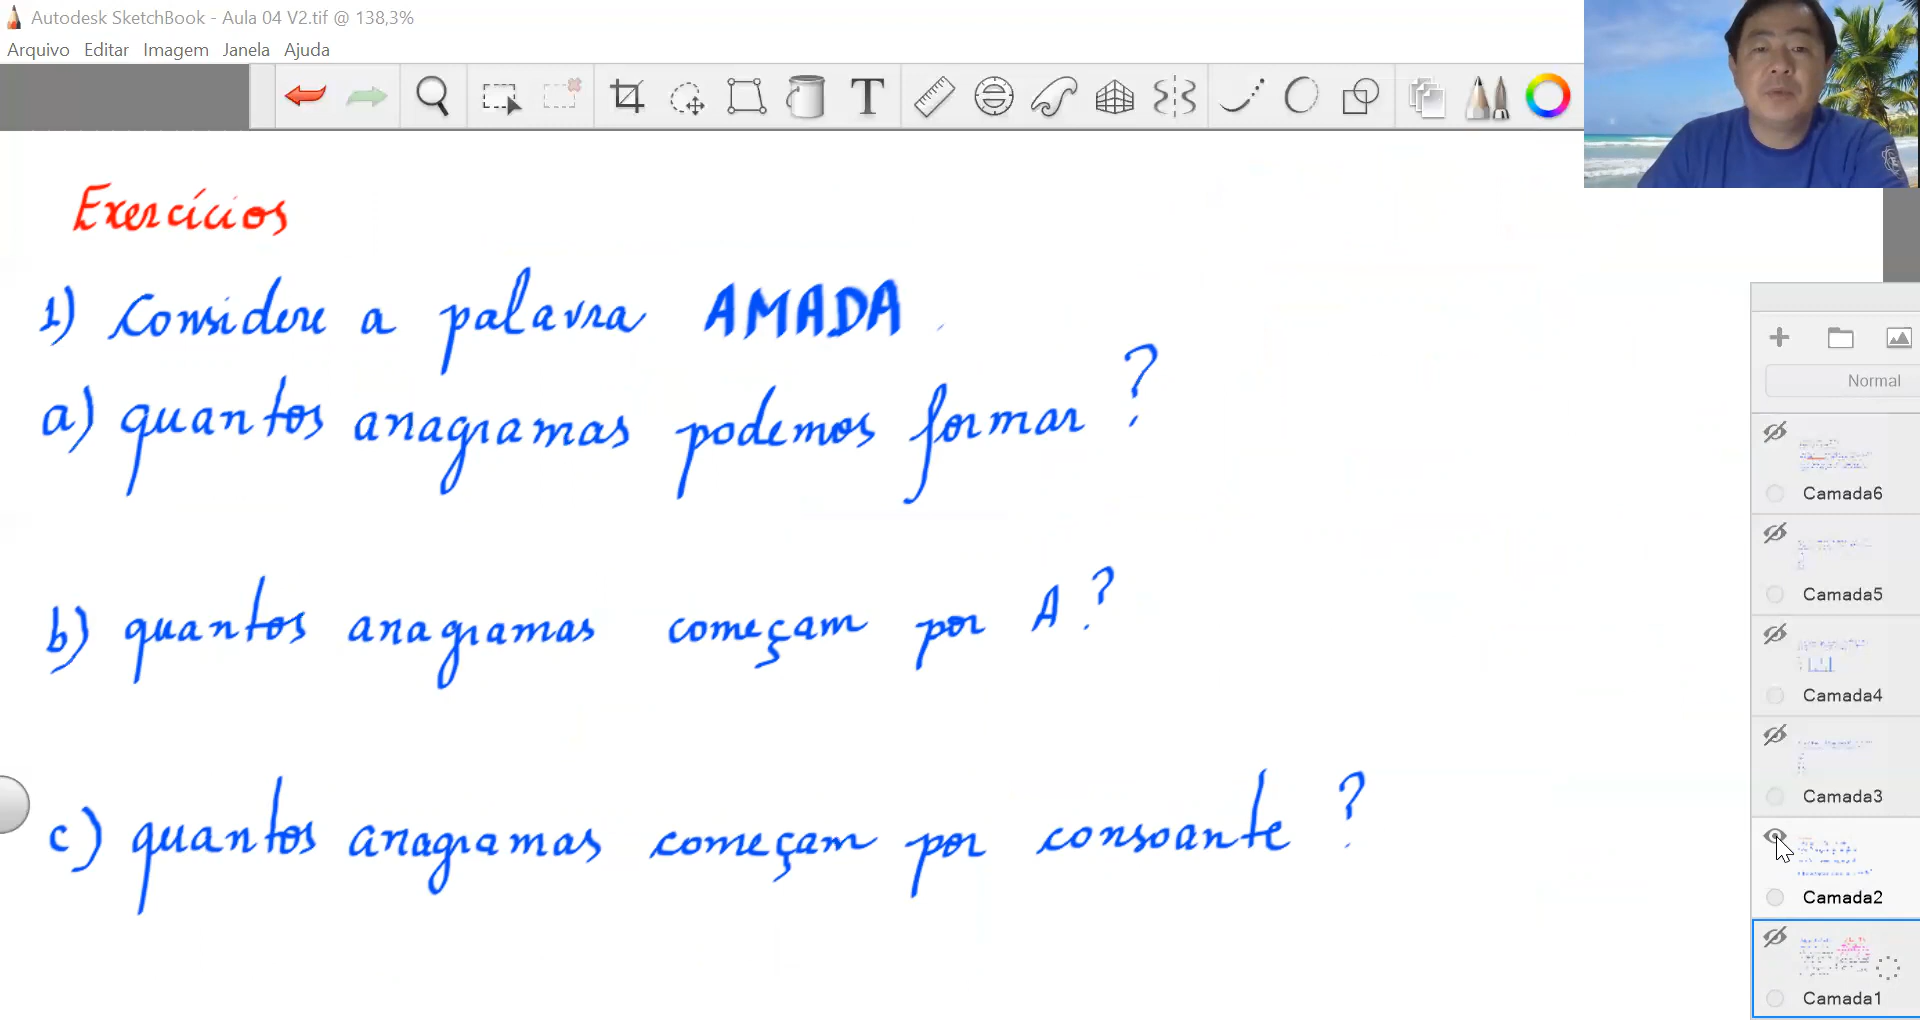 Autodesk SketchBook - Aula 04 V2.tif @ 138,3%
Arquivo Editar Imagem Janela Ajuda
T
Exercícios
1) Considere a palavra AMADA.
a) quantos anagramas podemos formar?
b) quantos anagramas começam por A?
c) quantos anagramas começam por consoante?
Normal
Camada6
Camada5
Camada4
Camada3
Camada2
Camada1